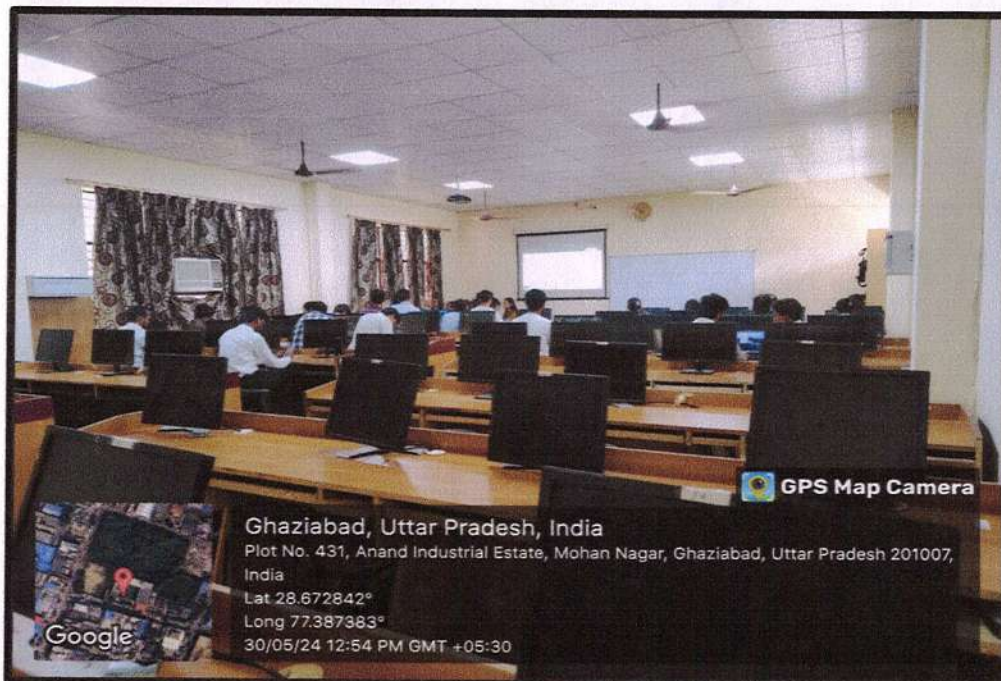 GPS Map Camera
Ghaziabad, Uttar Pradesh, India
Plot No. 431, Anand Industrial Estate, Mohan Nagar, Ghaziabad, Uttar Pradesh 201007,
India
Lat 28.672842°
Long 77.387383°
30/05/24 12:54 PM GMT +05:30
Google